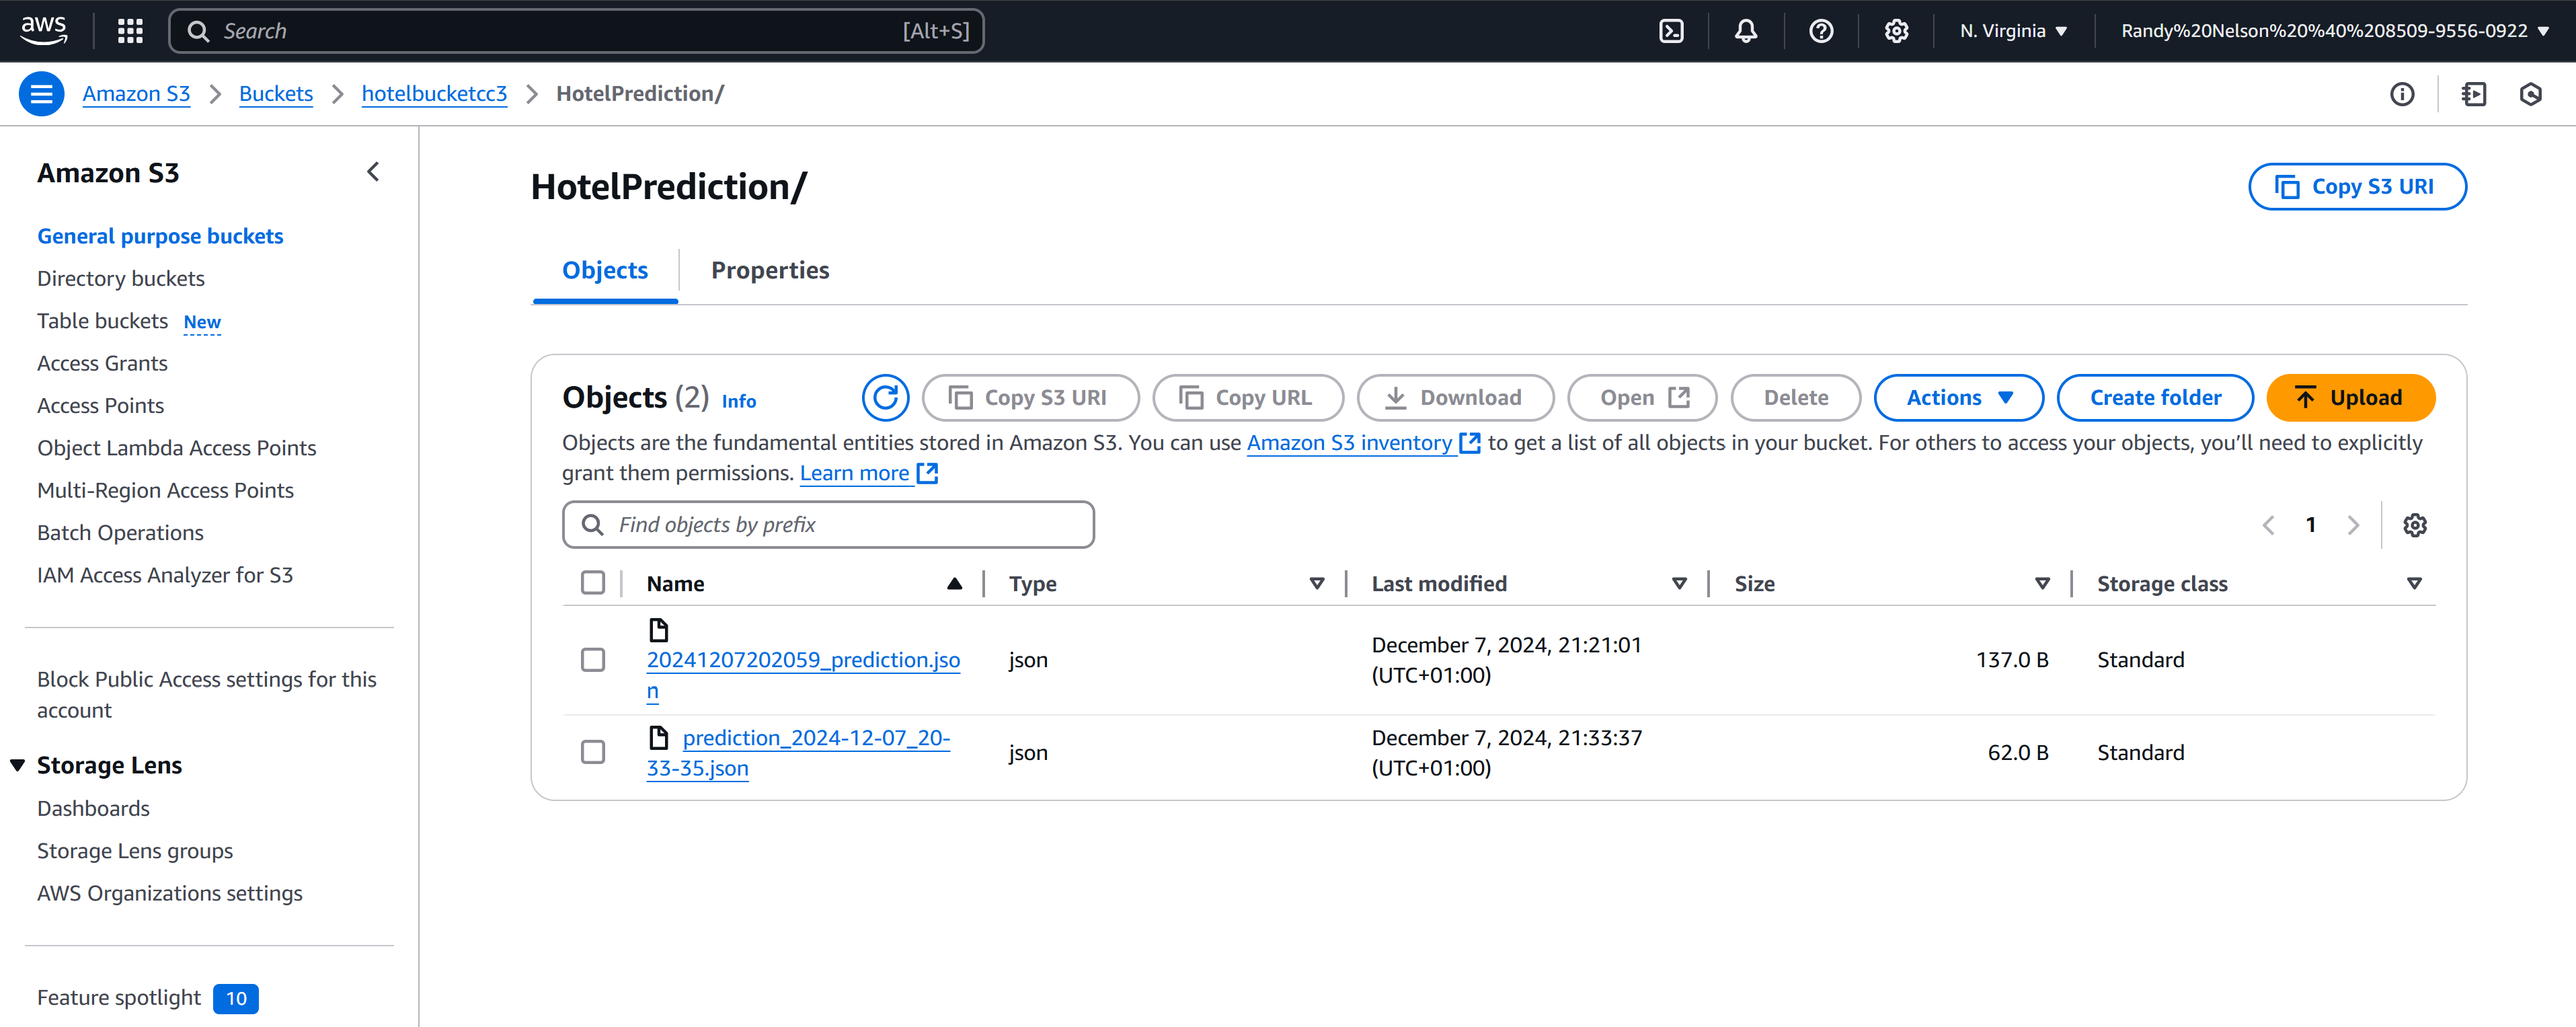 aws
Search [Alt+S] N. Virginia Randy%20Nelson%20%40%208509-9556-0922
Amazon S3 Buckets hotelbucketcc3 HotelPrediction/
Amazon S3
General purpose buckets
Directory buckets
Table buckets New
Access Grants
Access Points
Object Lambda Access Points
Multi-Region Access Points
Batch Operations
IAM Access Analyzer for S3
Block Public Access settings for this
account
Storage Lens
Dashboards
Storage Lens groups
AWS Organizations settings
Feature spotlight 10
HotelPrediction/
Copy S3 URI
Objects Properties
Objects (2) Info Copy S3 URI Copy URL Download Open Delete Actions Create folder Upload
Objects are the fundamental entities stored in Amazon S3. You can use Amazon S3 inventory to get a list of all objects in your bucket. For others to access your objects, you’ll need to explicitly
grant them permissions. Learn more
Find objects by prefix 1
Name Type Last modified Size Storage class
20241207202059_prediction.jso
n
json
December 7, 2024, 21:21:01
(UTC+01:00)
137.0 B
Standard
prediction_2024-12-07_20-
33-35.json
json
December 7, 2024, 21:33:37
(UTC+01:00)
62.0 B
Standard